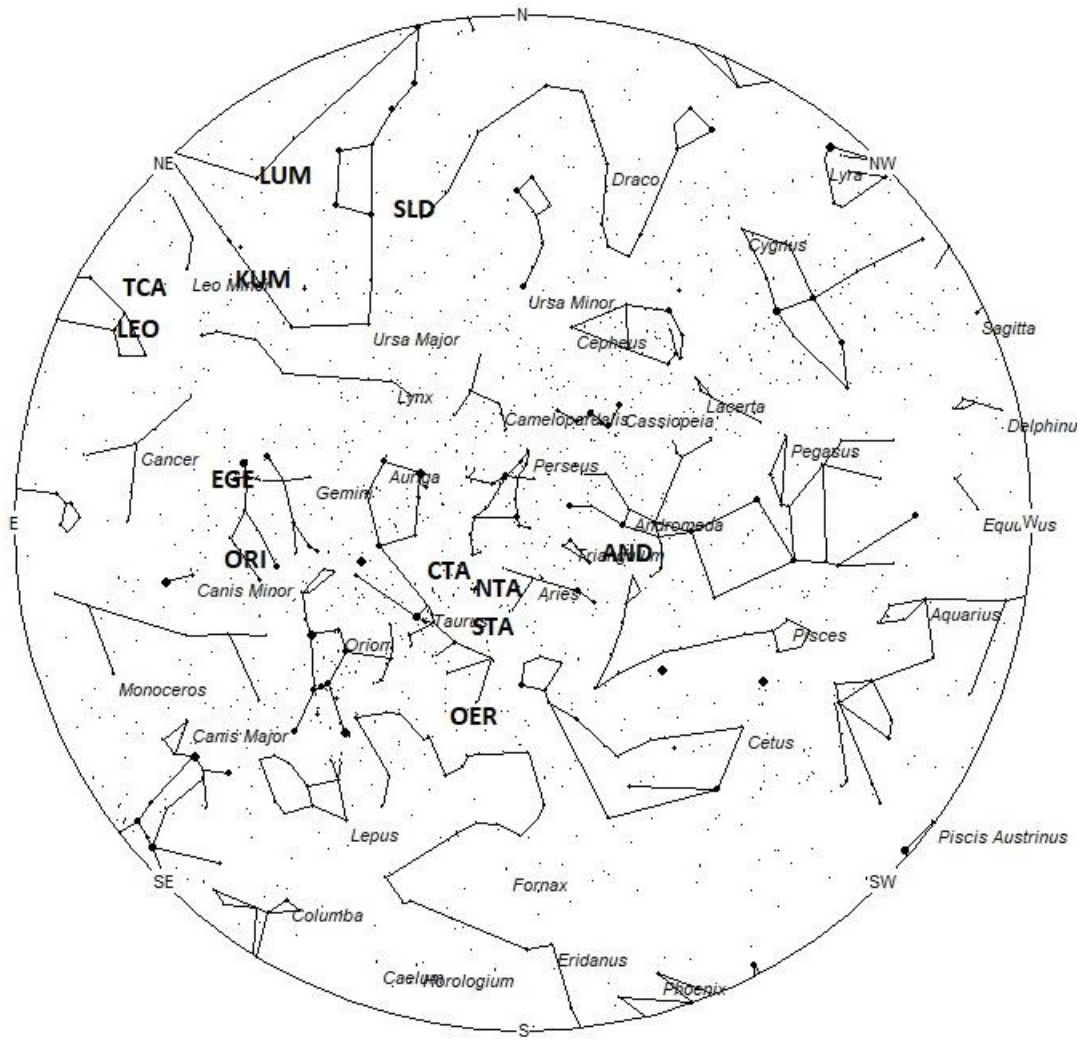 N
NE
LUM
NW
Lyra
Draco
SLD
Cygnus
TCA
Leo Minor
KUM
Ursa Minor
LEO
Sagitta
Ursa Major
Cepheus
Lynx
Lacerta
Camelopardalis
Cassiopeia
Delphinu
Cancer
Pegasus
Perseus
EGE
Auriga
Gemini
E
W
Andromeda
Equuleus
ORI
AND
Triangulum
CTA
Canis Minor
NTA
Aries
Aquarius
Taurus
STA
Pisces
Orion
Monoceros
OER
Canis Major
Cetus
Lepus
Piscis Austrinus
SE
Fornax
SW
Columba
Eridanus
Caelum
Horologium
Phoenix
S